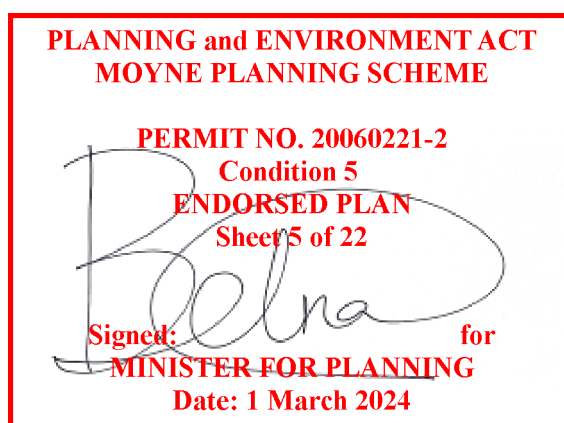 PLANNING and ENVIRONMENT ACT
MOYNE PLANNING SCHEME
PERMIT NO. 20060221-2
Condition 5
ENDORSED PLAN
Sheet 5 of 22
Signed: for
MINISTER FOR PLANNING
Date: 1 March 2024